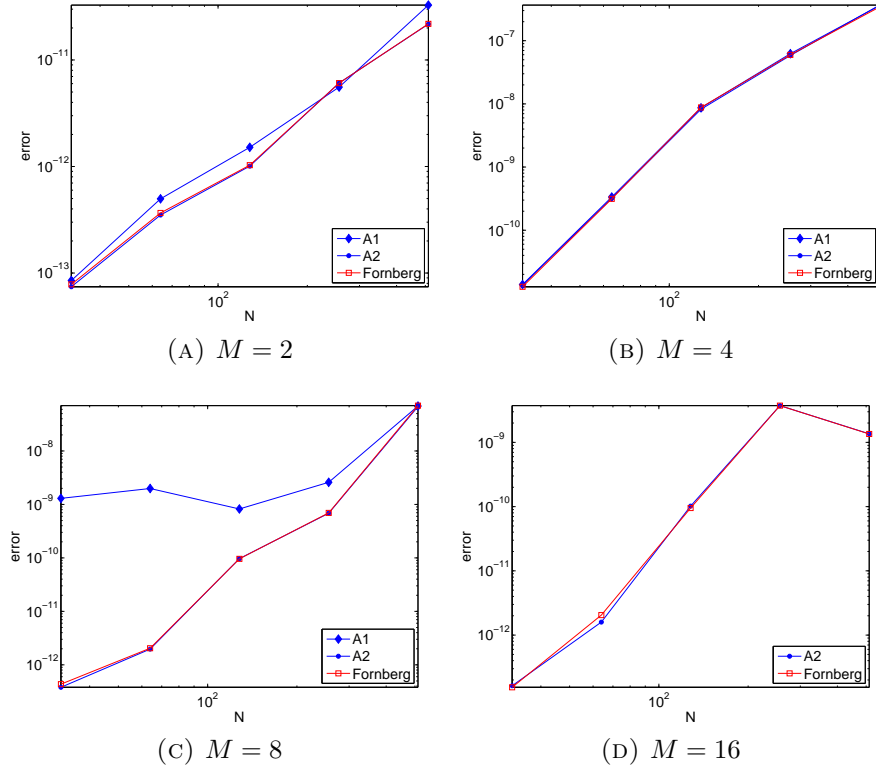 10^-11
10^-12
10^-13
error
10^2
N
A1
A2
Fornberg
(A) M = 2
10^-7
10^-8
10^-9
10^-10
error
10^2
N
A1
A2
Fornberg
(B) M = 4
10^-8
10^-9
10^-10
10^-11
10^-12
error
10^2
N
A1
A2
Fornberg
(C) M = 8
10^-9
10^-10
10^-11
10^-12
error
10^2
N
A2
Fornberg
(D) M = 16